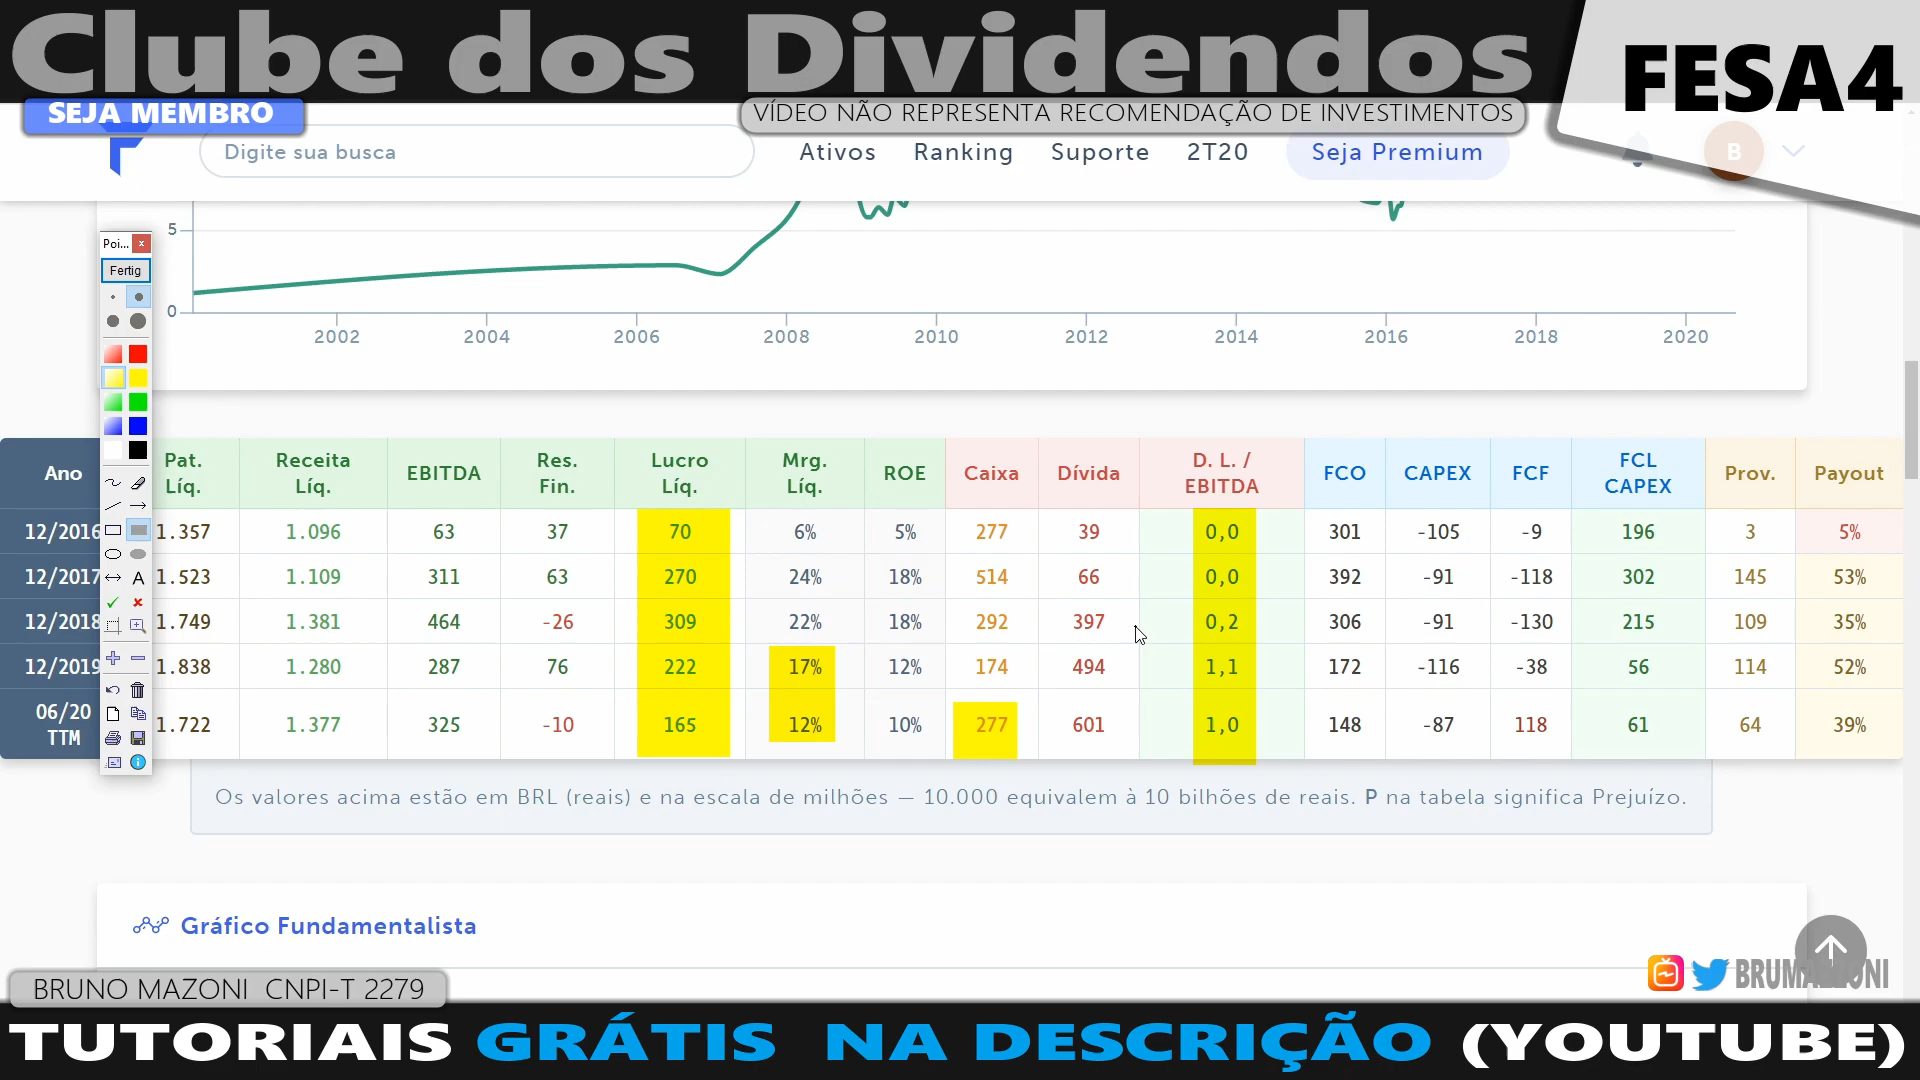 Clube dos Dividendos
FESA4
SEJA MEMBRO
VÍDEO NÃO REPRESENTA RECOMENDAÇÃO DE INVESTIMENTOS
Digite sua busca
Ativos Ranking Suporte 2T20 Seja Premium B
5
0
2002 2004 2006 2008 2010 2012 2014 2016 2018 2020
Poi...
Fertig
A
Ano Pat. Líq. Receita Líq. EBITDA Res. Fin. Lucro Líq. Mrg. Líq. ROE Caixa Dívida D. L. / EBITDA FCO CAPEX FCF FCL CAPEX Prov. Payout
12/2016 1.357 1.096 63 37 70 6% 5% 277 39 0,0 301 -105 -9 196 3 5%
12/2017 1.523 1.109 311 63 270 24% 18% 514 66 0,0 392 -91 -118 302 145 53%
12/2018 1.749 1.381 464 -26 309 22% 18% 292 397 0,2 306 -91 -130 215 109 35%
12/2019 1.838 1.280 287 76 222 17% 12% 174 494 1,1 172 -116 -38 56 114 52%
06/20 TTM 1.722 1.377 325 -10 165 12% 10% 277 601 1,0 148 -87 118 61 64 39%
Os valores acima estão em BRL (reais) e na escala de milhões — 10.000 equivalem à 10 bilhões de reais. P na tabela significa Prejuízo.
Gráfico Fundamentalista
BRUNO MAZONI CNPI-T 2279
BRUMAZZONI
TUTORIAIS GRÁTIS NA DESCRIÇÃO (YOUTUBE)